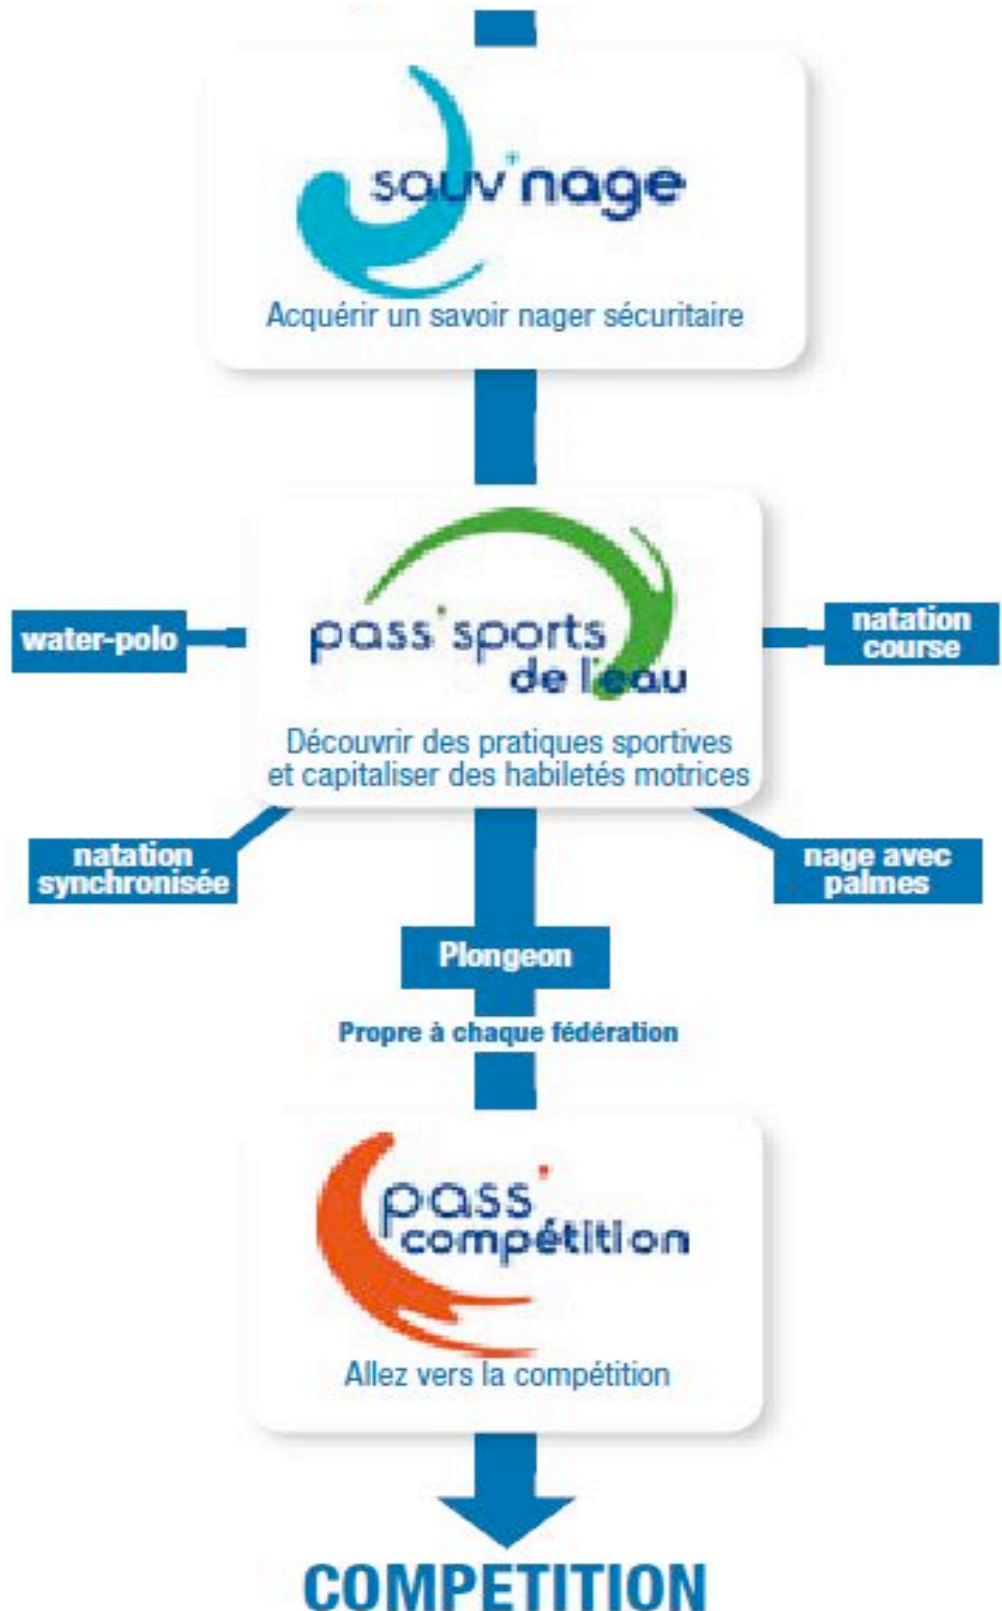 sauv'nage
Acquérir un savoir nager sécuritaire
water-polo
pass'sports
de l'eau
natation
course
Découvrir des pratiques sportives
et capitaliser des habiletés motrices
natation
synchronisée
nage avec
palmes
Plongeon
Propre à chaque fédération
pass'
compétition
Allez vers la compétition
COMPETITION